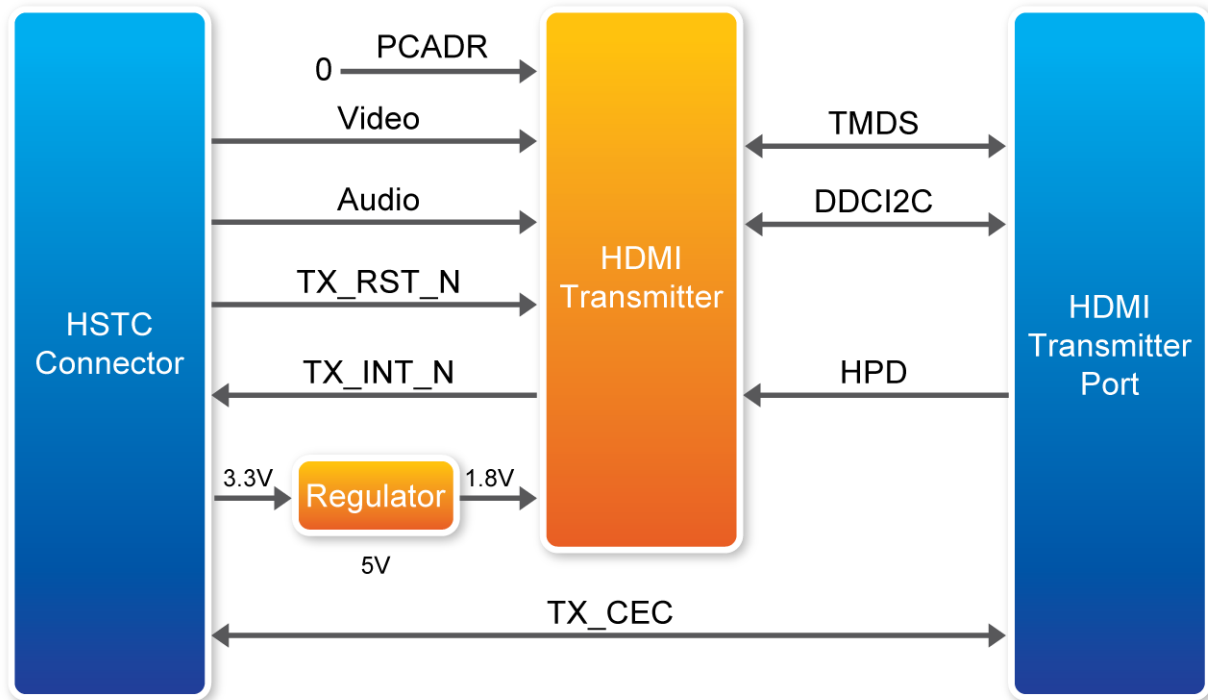 PCADR
0
Video
Audio
TX_RST_N
TX_INT_N
3.3V
Regulator
1.8V
5V
TX_CEC
HSTC
Connector
HDMI
Transmitter
TMDS
DDCI2C
HPD
HDMI
Transmitter
Port